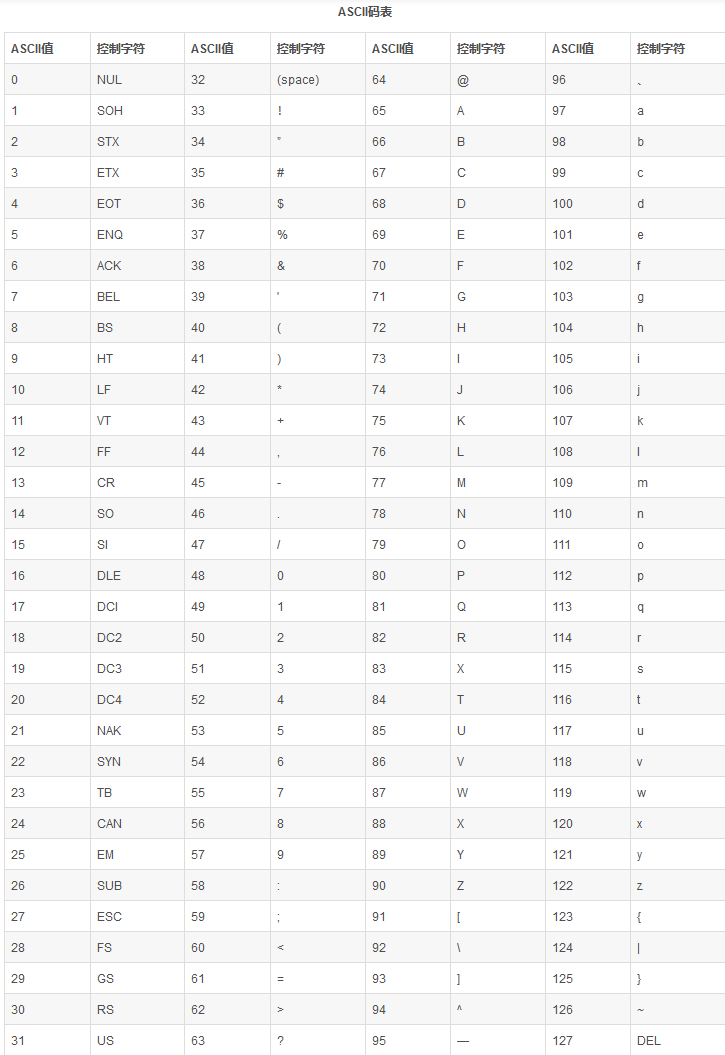 ASCII码表
ASCII值 控制字符 ASCII值 控制字符 ASCII值 控制字符 ASCII值 控制字符
0 NUL 32 (space) 64 @ 96 、
1 SOH 33 ! 65 A 97 a
2 STX 34 " 66 B 98 b
3 ETX 35 # 67 C 99 c
4 EOT 36 $ 68 D 100 d
5 ENQ 37 % 69 E 101 e
6 ACK 38 & 70 F 102 f
7 BEL 39 ' 71 G 103 g
8 BS 40 ( 72 H 104 h
9 HT 41 ) 73 I 105 i
10 LF 42 * 74 J 106 j
11 VT 43 + 75 K 107 k
12 FF 44 , 76 L 108 l
13 CR 45 - 77 M 109 m
14 SO 46 . 78 N 110 n
15 SI 47 / 79 O 111 o
16 DLE 48 0 80 P 112 p
17 DCI 49 1 81 Q 113 q
18 DC2 50 2 82 R 114 r
19 DC3 51 3 83 X 115 s
20 DC4 52 4 84 T 116 t
21 NAK 53 5 85 U 117 u
22 SYN 54 6 86 V 118 v
23 TB 55 7 87 W 119 w
24 CAN 56 8 88 X 120 x
25 EM 57 9 89 Y 121 y
26 SUB 58 : 90 Z 122 z
27 ESC 59 ; 91 [ 123 {
28 FS 60 < 92 \ 124 |
29 GS 61 = 93 ] 125 }
30 RS 62 > 94 ^ 126 ~
31 US 63 ? 95 — 127 DEL